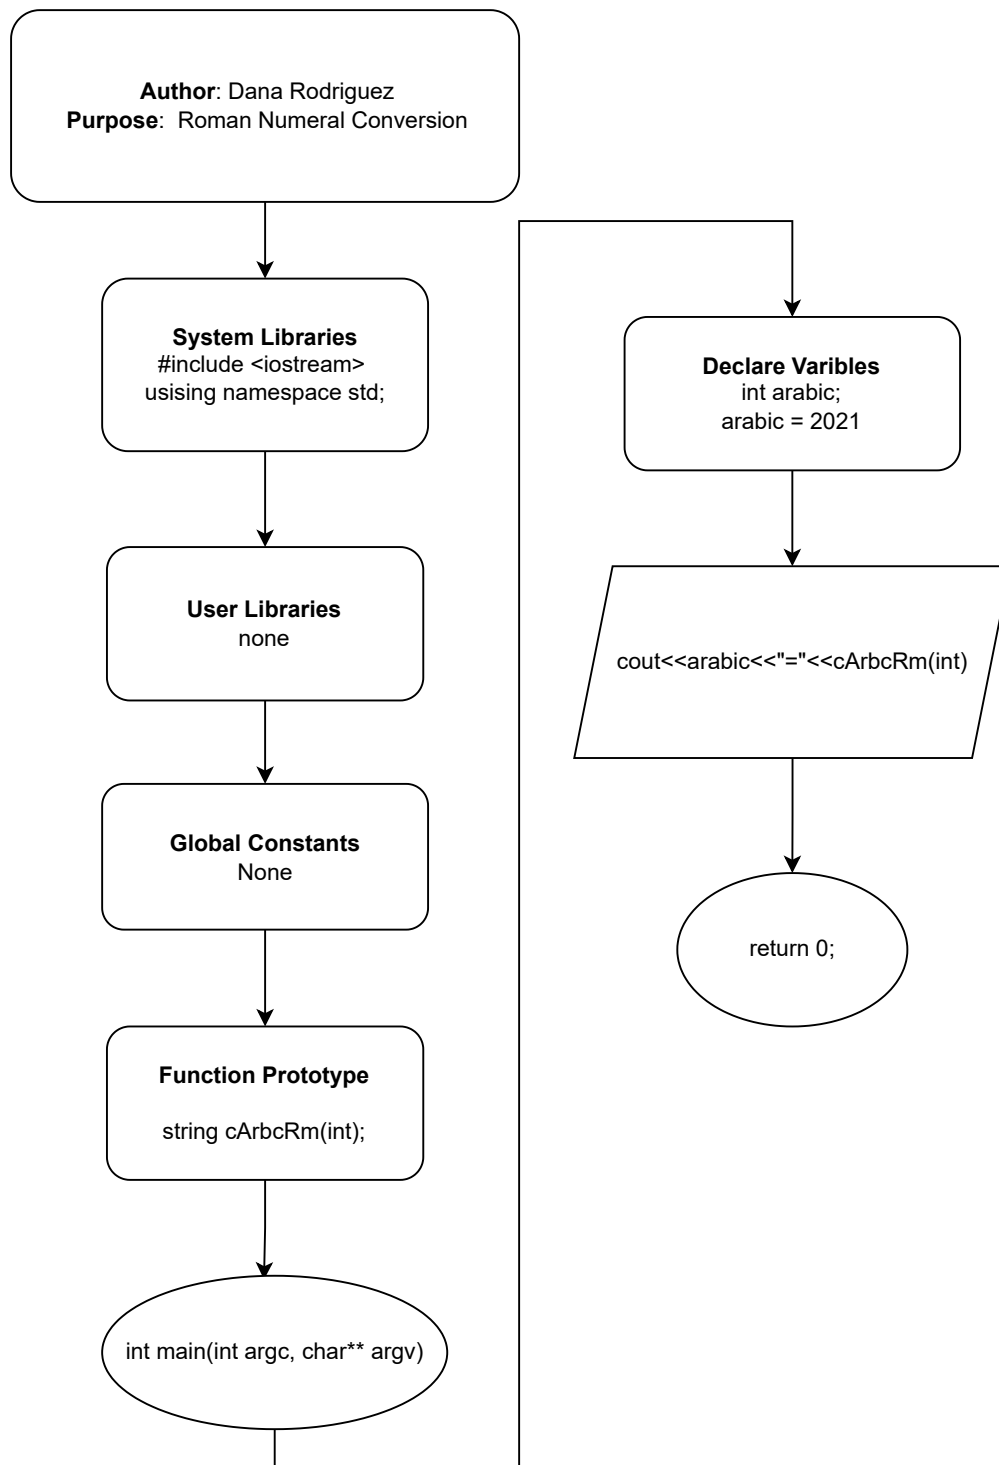 Author: Dana Rodriguez
Purpose:  Roman Numeral Conversion
System Libraries
#include <iostream>
usising namespace std;
User Libraries
none
Global Constants
None
Function Prototype
string cArbcRm(int);
int main(int argc, char** argv)
Declare Varibles
int arabic;
arabic = 2021
cout<<arabic<<"="<<cArbcRm(int)
return 0;